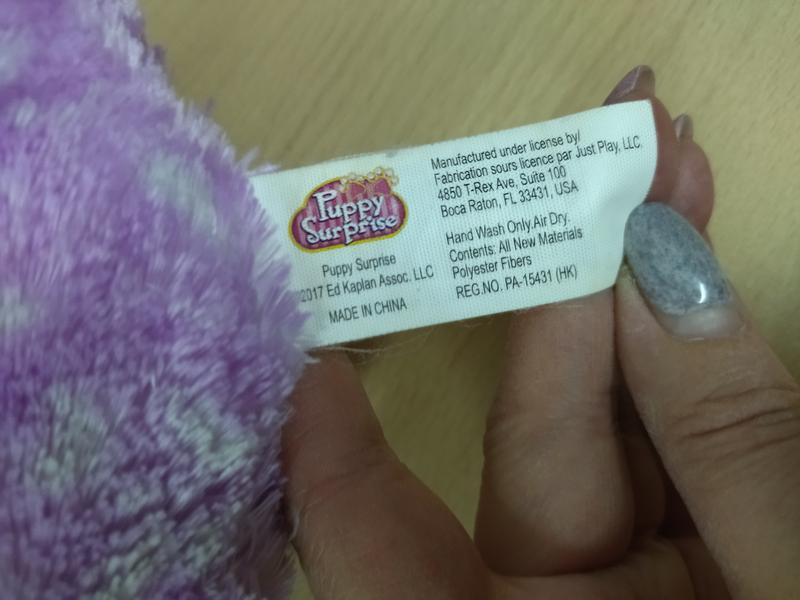 Puppy
Surprise
Puppy Surprise
2017 Ed Kaplan Assoc. LLC
MADE IN CHINA
Manufactured under license by/
Fabrication sours licence par Just Play, LLC
4850 T-Rex Ave, Suite 100
Boca Raton, FL 33431, USA
Hand Wash Only.Air Dry.
Contents: All New Materials
Polyester Fibers
REG.NO. PA-15431 (HK)